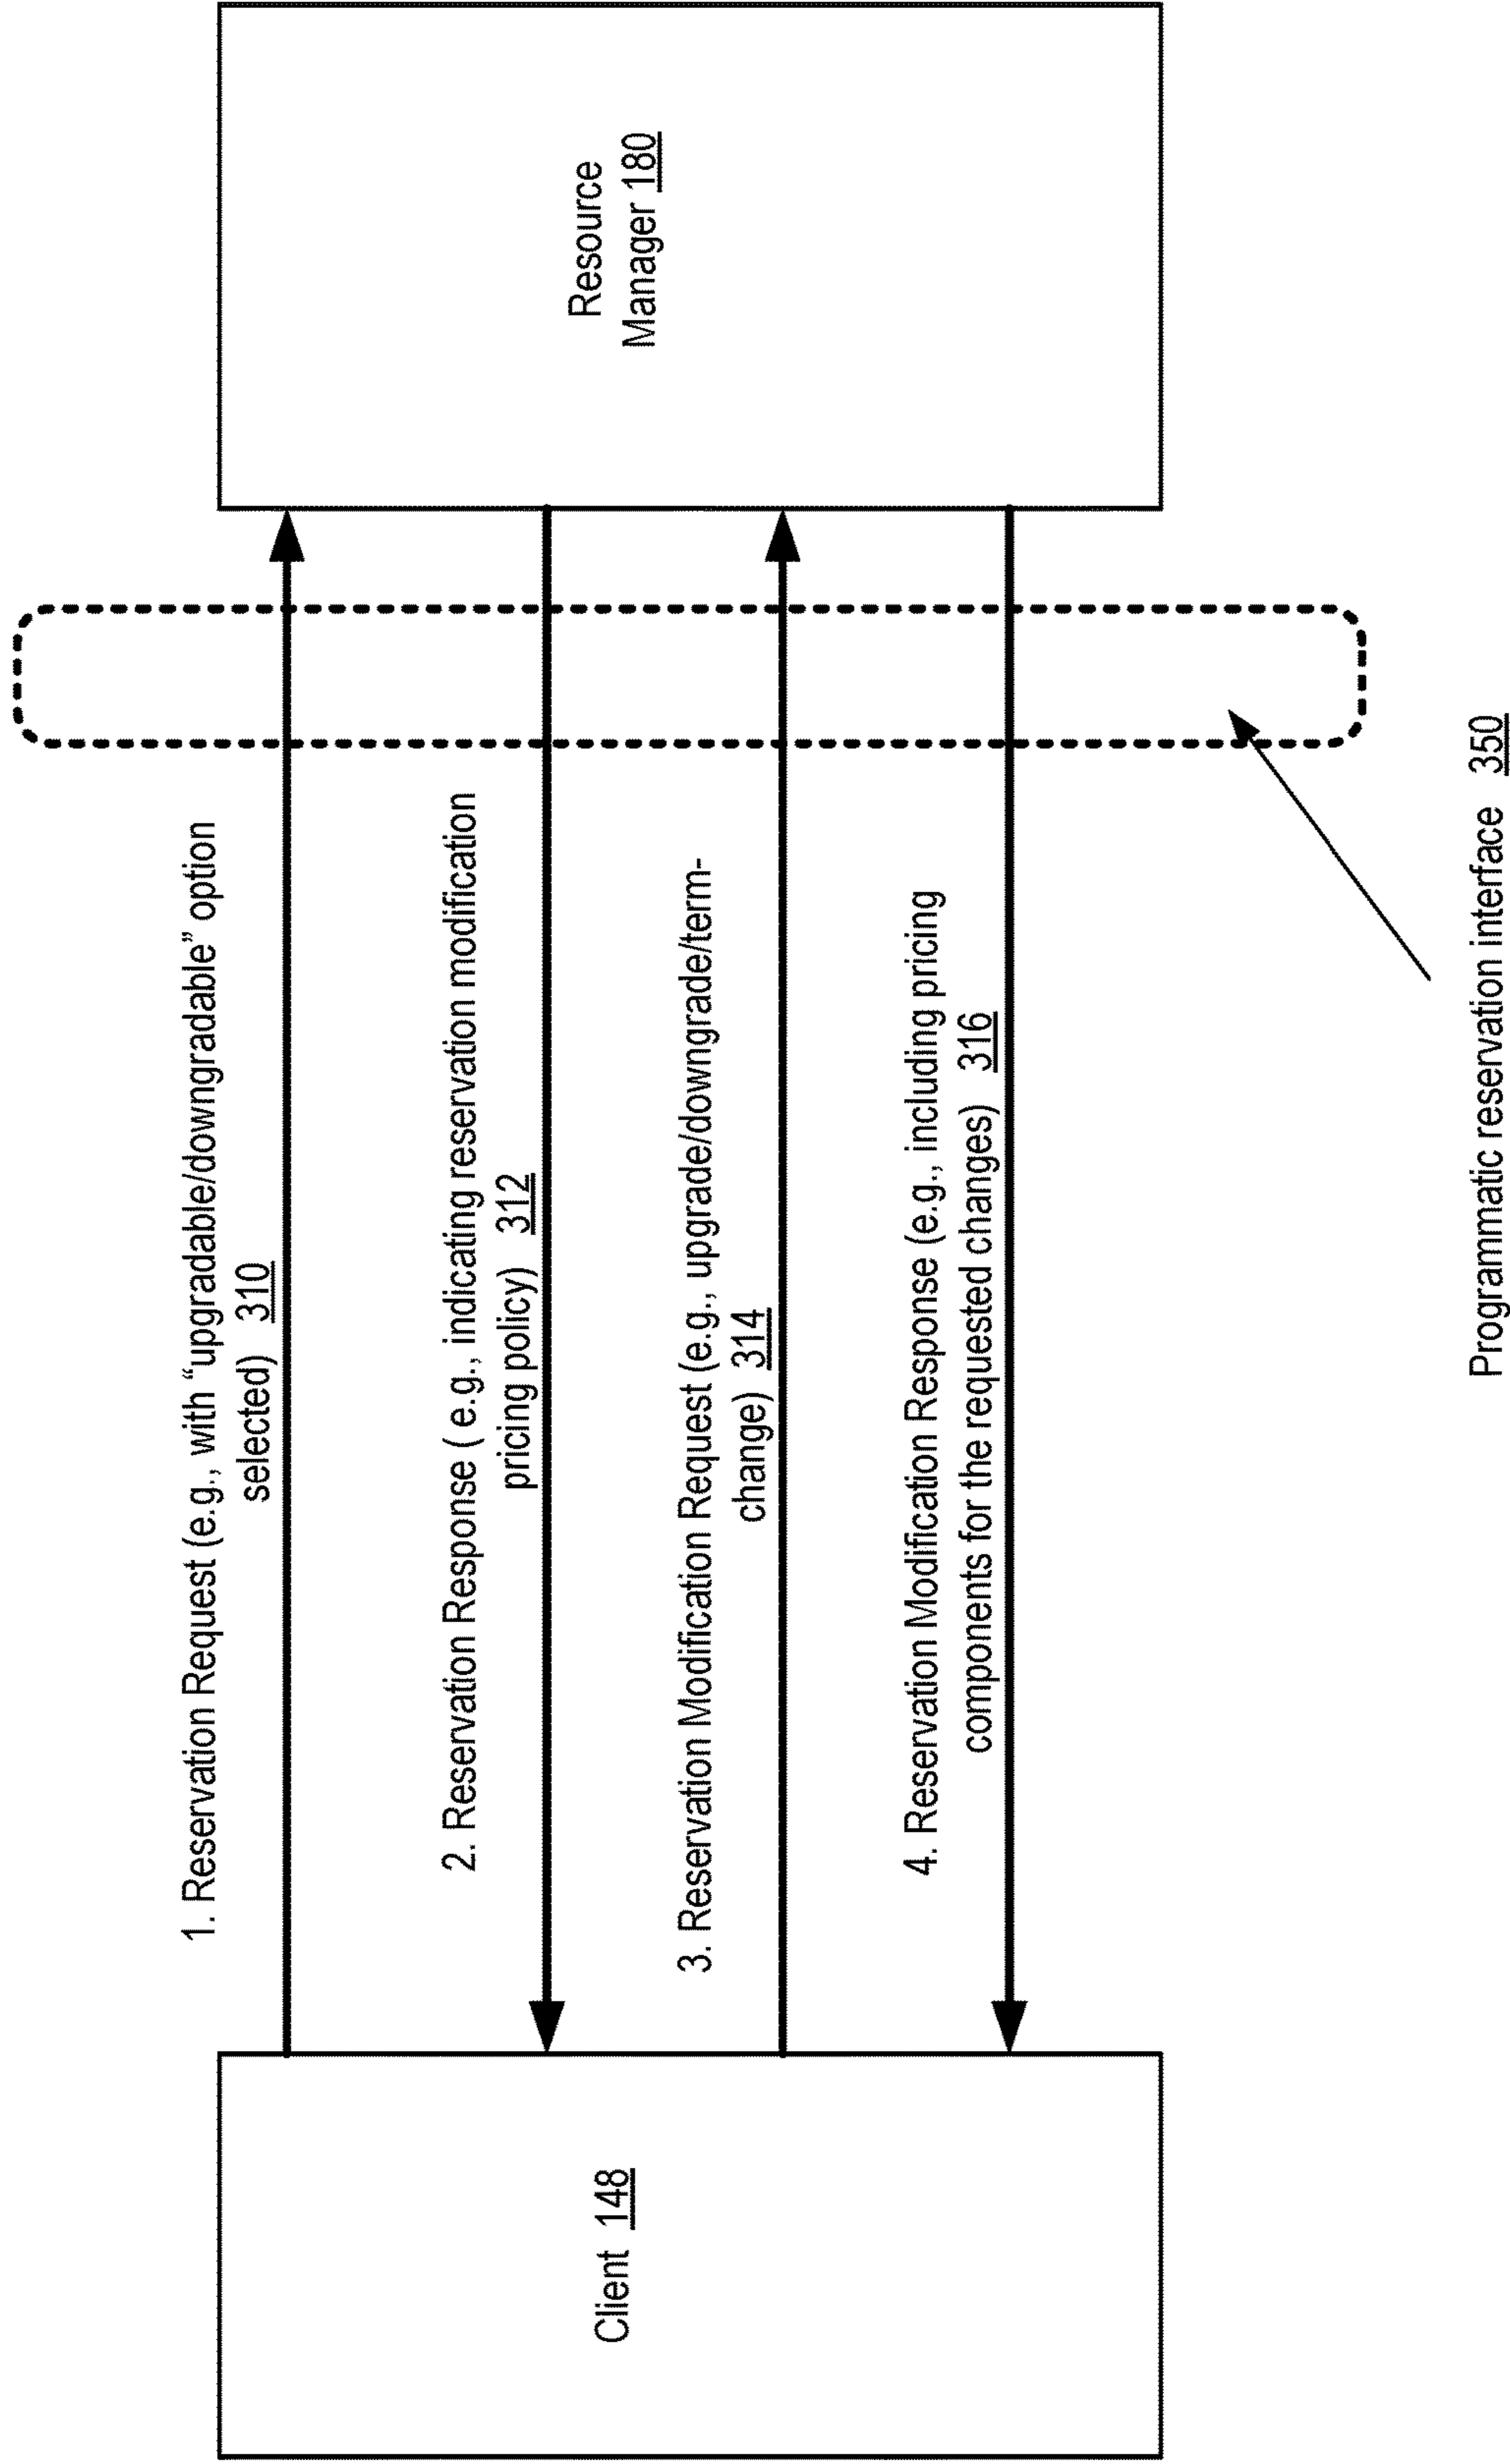 1. Reservation Request (e.g., with “upgradable/downgradable” option
selected) 310
2. Reservation Response ( e.g., indicating reservation modification
pricing policy) 312
3. Reservation Modification Request (e.g., upgrade/downgrade/term-
change) 314
4. Reservation Modification Response (e.g., including pricing
components for the requested changes) 316
Client 148
Resource
Manager 180
Programmatic reservation interface 350